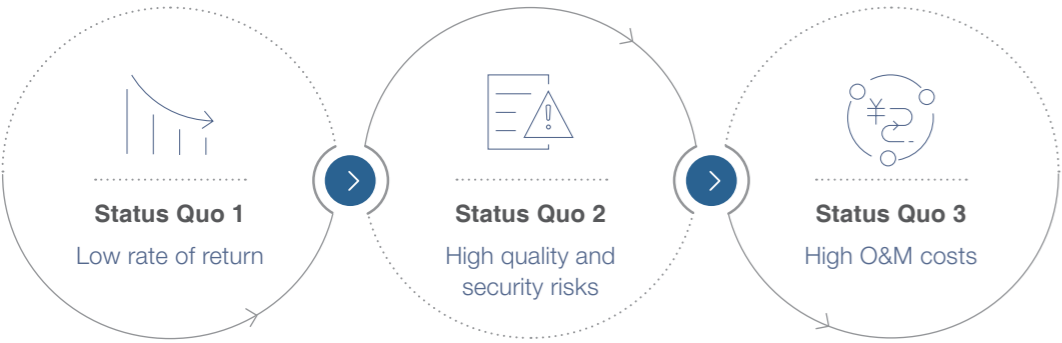 Status Quo 1
Low rate of return
Status Quo 2
High quality and
security risks
¥
Status Quo 3
High O&M costs